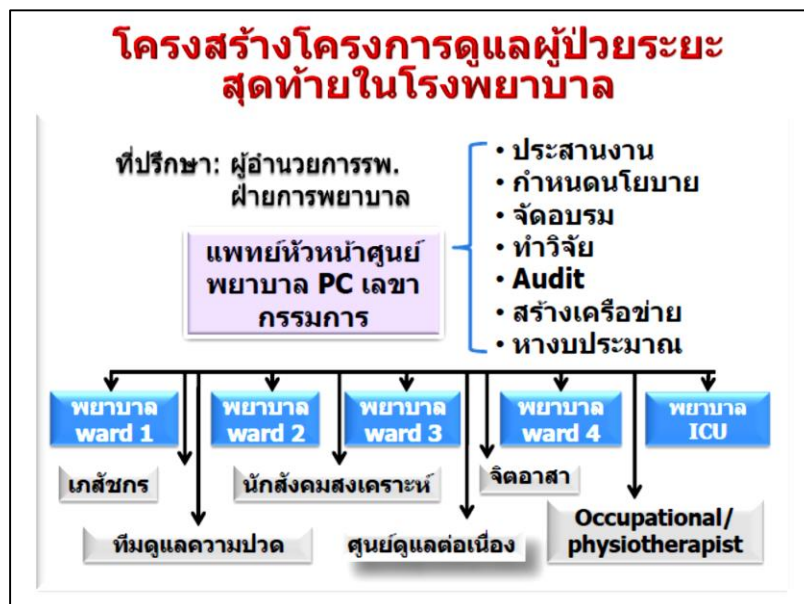 โครงสร้างโครงการดูแลผู้ป่วยระยะ
สุดท้ายในโรงพยาบาล
ที่ปรึกษา: ผู้อำนวยการรพ.
ฝ่ายการพยาบาล
แพทย์หัวหน้าศูนย์
พยาบาล PC เลขา
กรรมการ
• ประสานงาน
• กำหนดนโยบาย
• จัดอบรม
• ทำวิจัย
• Audit
• สร้างเครือข่าย
• หางบประมาณ
พยาบาล
ward 1
พยาบาล
ward 2
พยาบาล
ward 3
พยาบาล
ward 4
พยาบาล
ICU
เภสัชกร
นักสังคมสงเคราะห์
จิตอาสา
ทีมดูแลความปวด
ศูนย์ดูแลต่อเนื่อง
Occupational/
physiotherapist